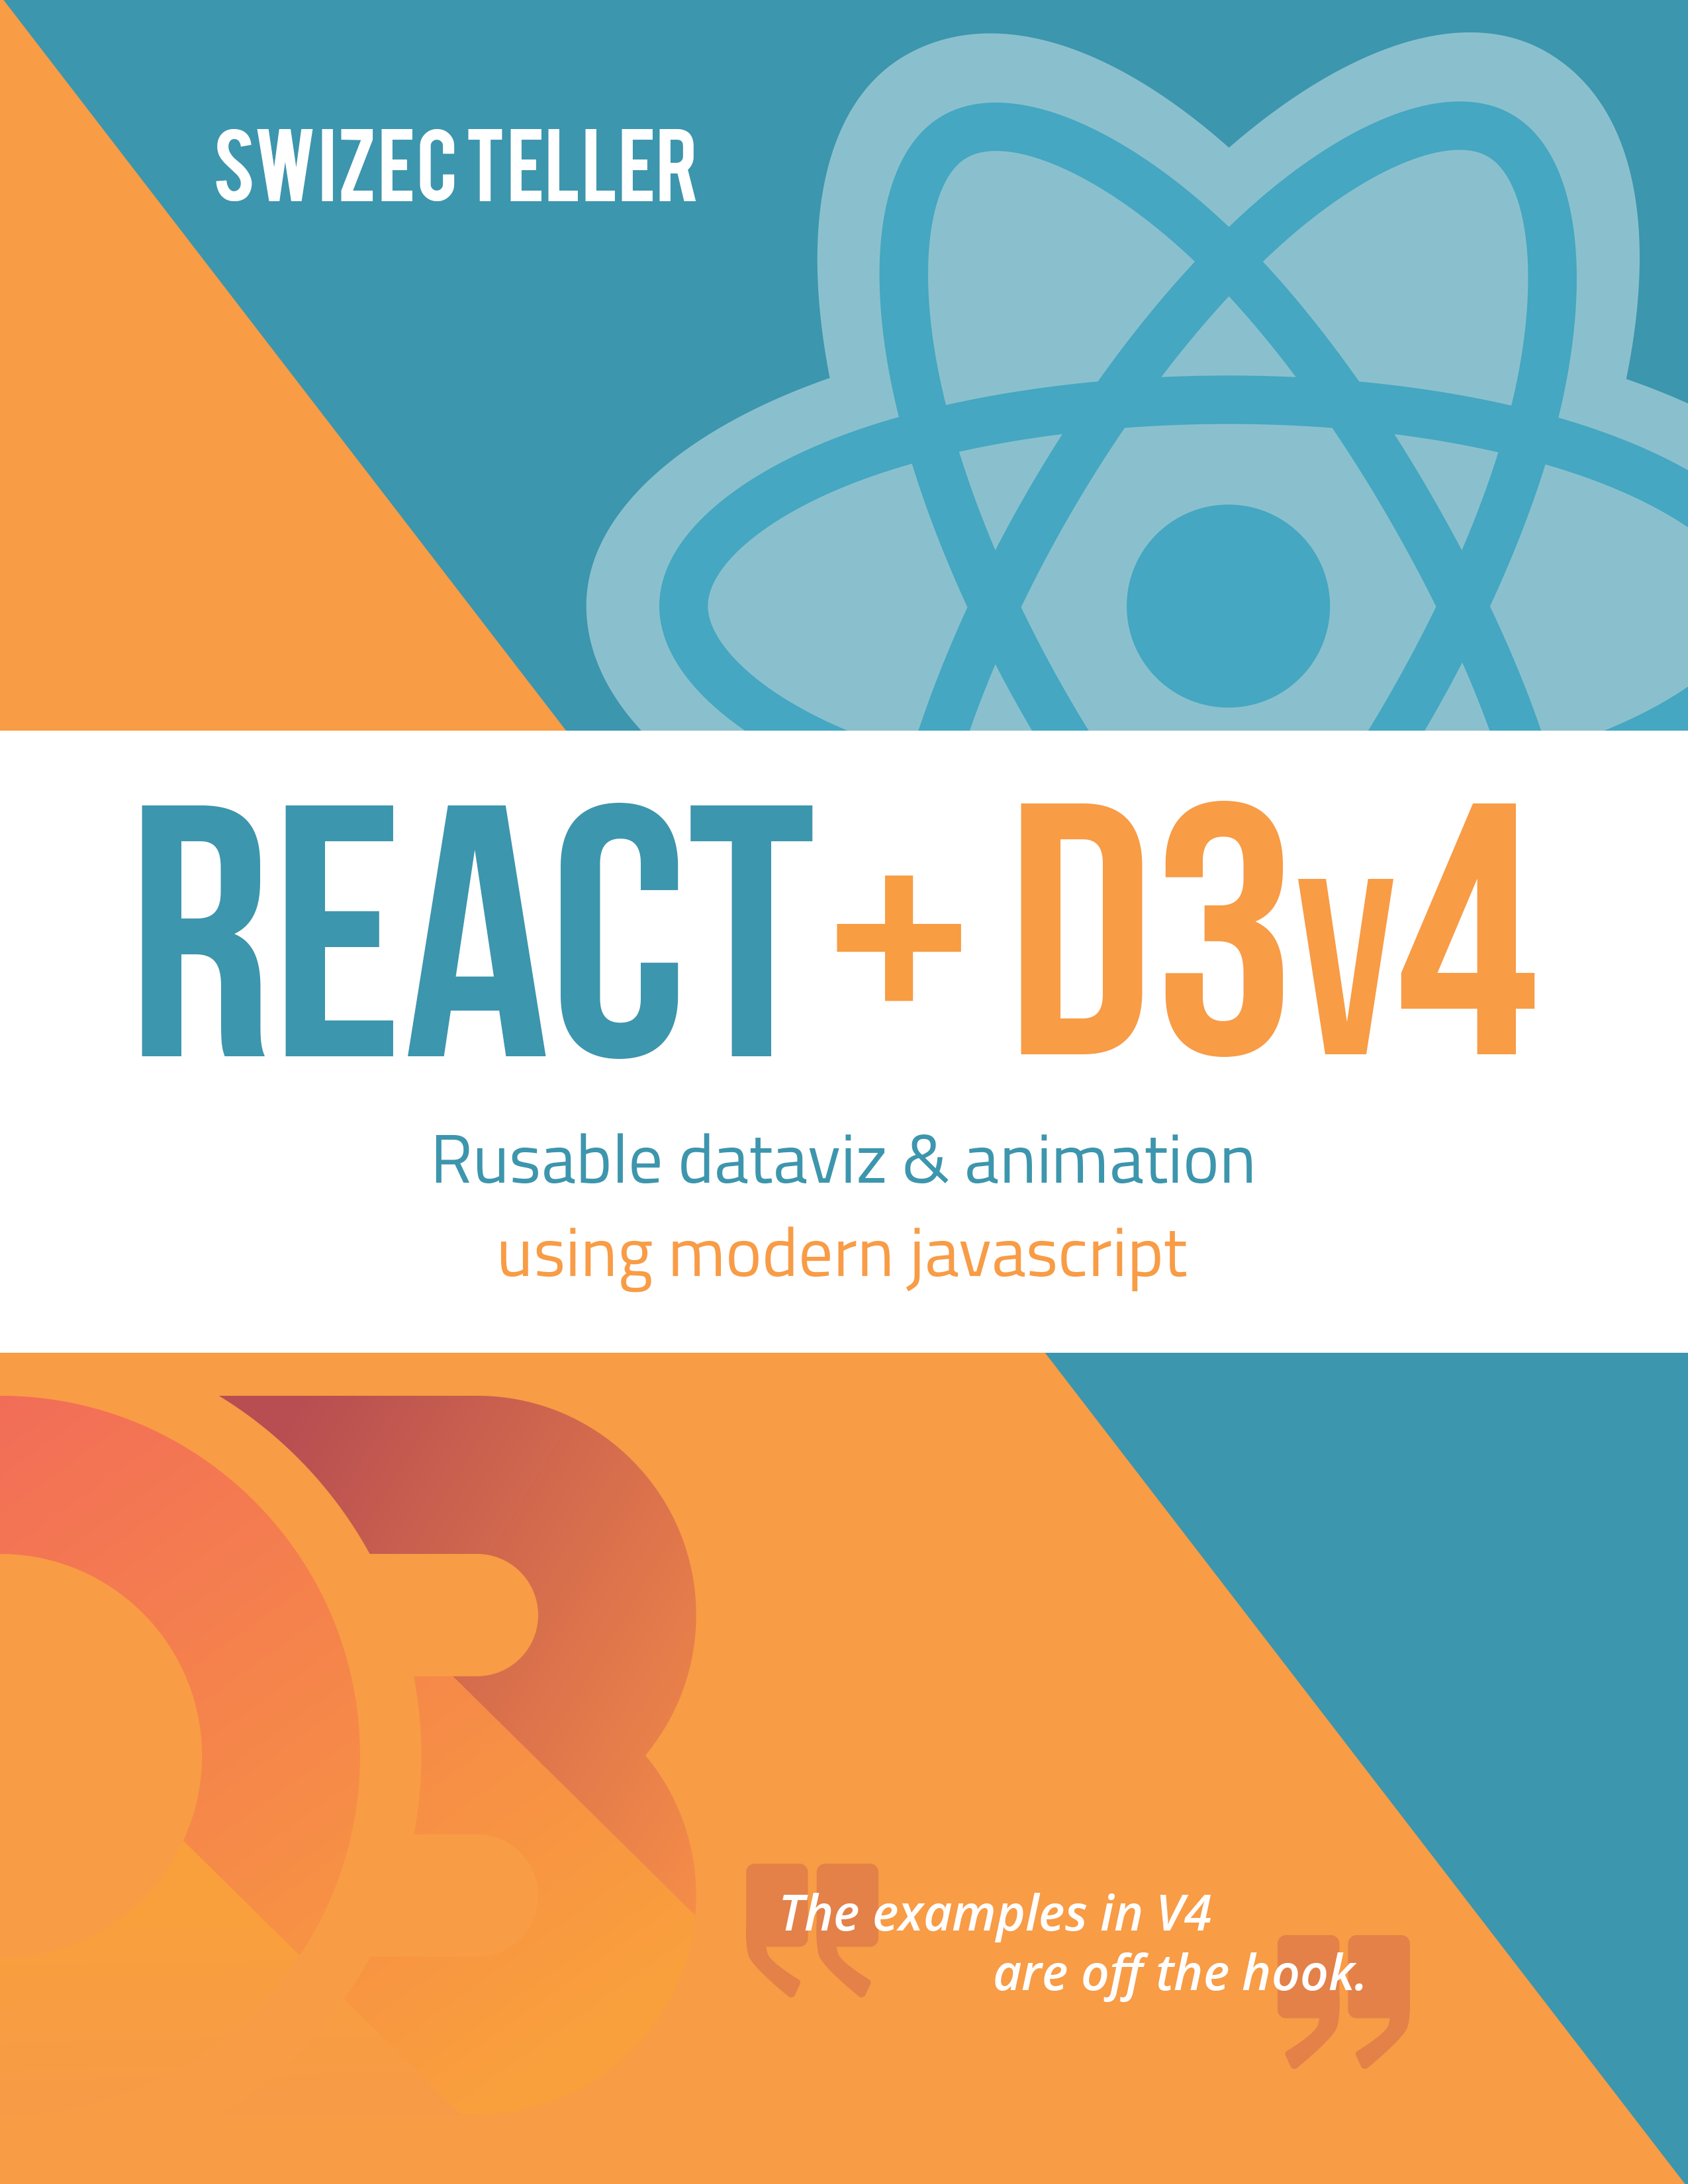 SWIZEC TELLER
REACT + D3v4
Rusable dataviz & animation
using modern javascript
The examples in V4
are off the hook.